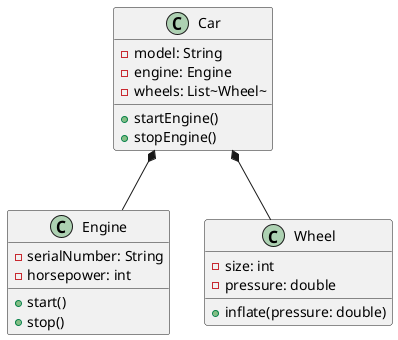 C Car
model: String
engine: Engine
wheels: List~Wheel~
startEngine()
stopEngine()
C Engine
serialNumber: String
horsepower: int
start()
stop()
C Wheel
size: int
pressure: double
inflate(pressure: double)